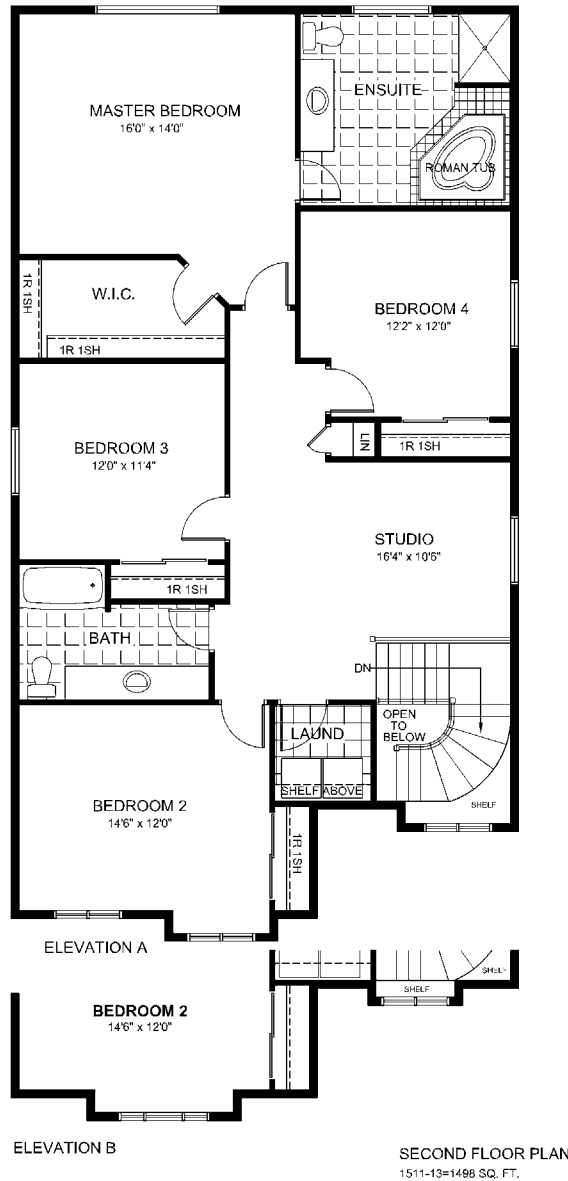 ENSUITE
MASTER BEDROOM
16'0" x 14'0"
ROMAN TUB
1R 1SH
W.I.C.
1R 1SH
BEDROOM 4
12'2" x 12'0"
LIN
1R 1SH
BEDROOM 3
12'0" x 11'4"
STUDIO
16'4" x 10'6"
1R 1SH
BATH
DN
OPEN
TO
BELOW
LAUND
SHELF ABOVE
SHELF
BEDROOM 2
14'6" x 12'0"
1R 1SH
ELEVATION A
SHELF
SHELF
BEDROOM 2
14'6" x 12'0"
ELEVATION B
SECOND FLOOR PLAN
1511-13=1498 SQ. FT.